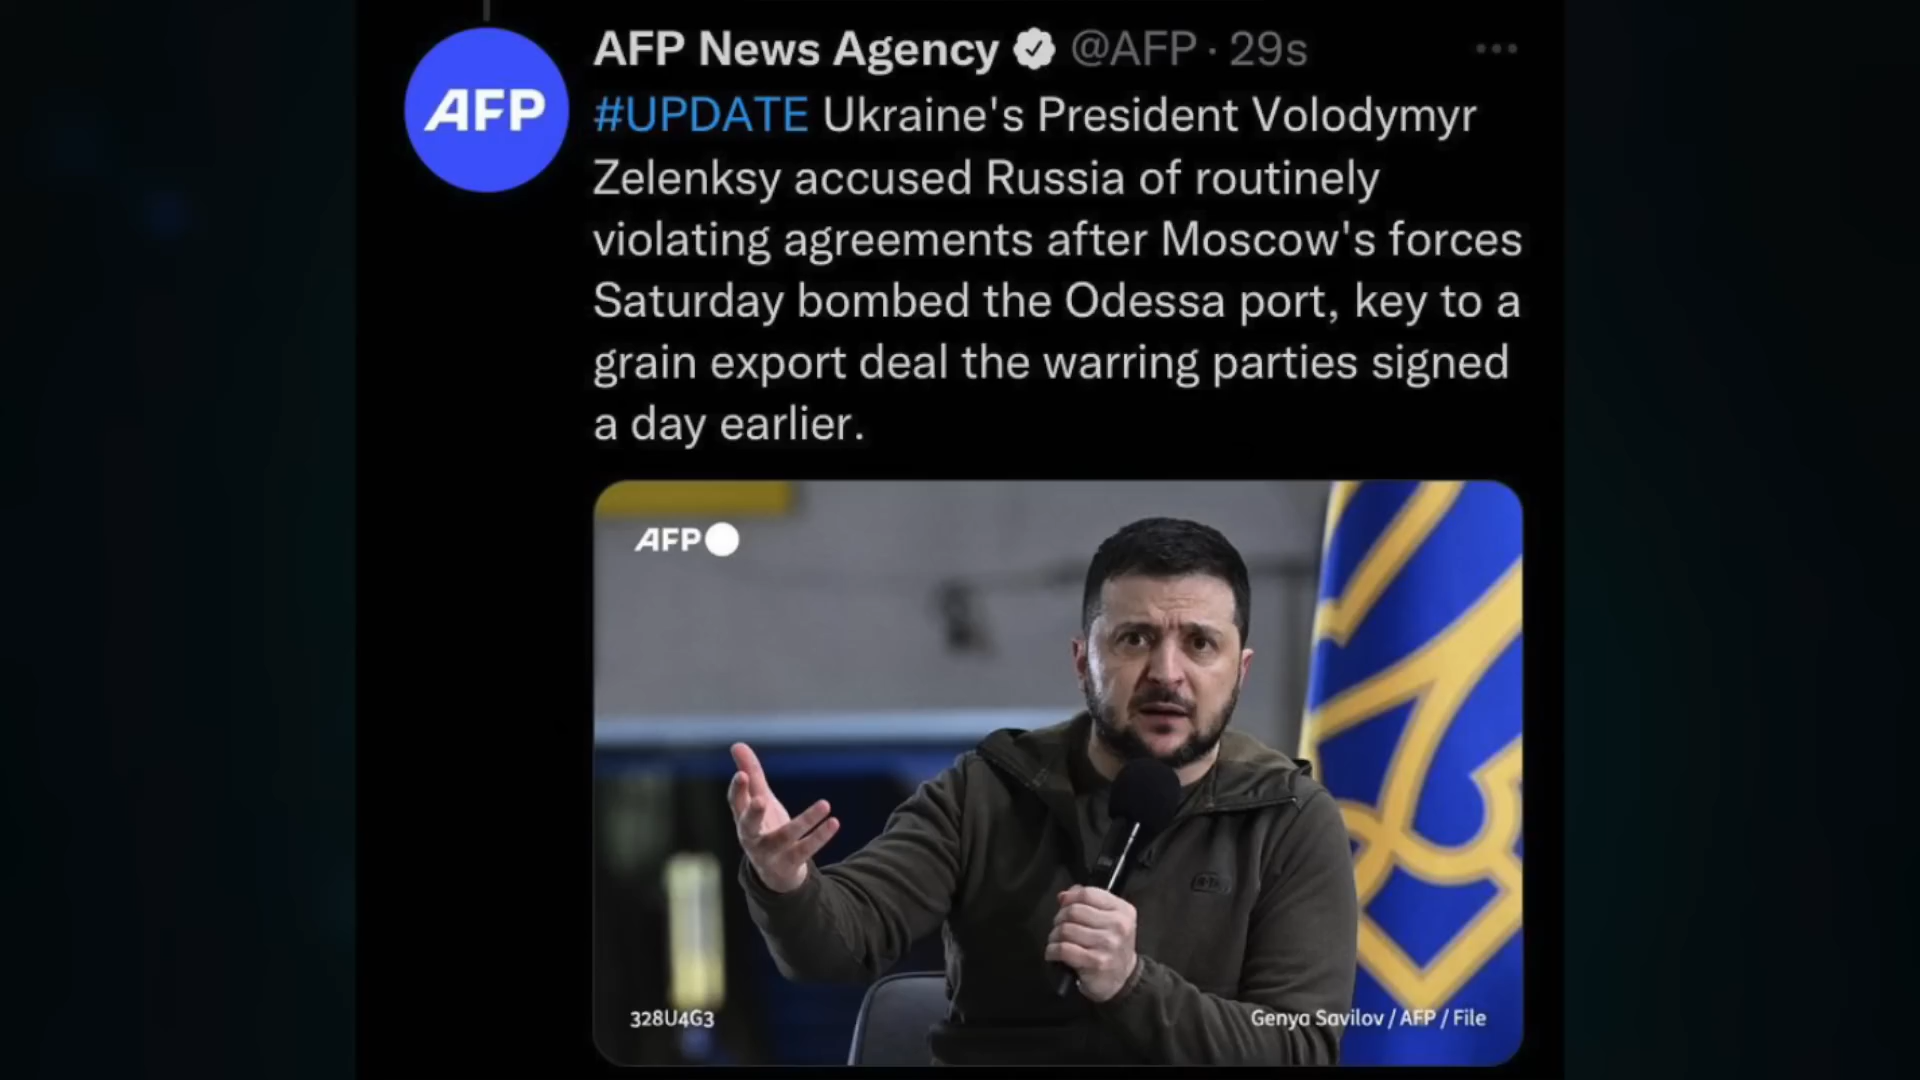 AFP
AFP News Agency @AFP · 29s
#UPDATE Ukraine's President Volodymyr
Zelenksy accused Russia of routinely
violating agreements after Moscow's forces
Saturday bombed the Odessa port, key to a
grain export deal the warring parties signed
a day earlier.
AFP
328U4G3
Genya Savilov / AFP / File